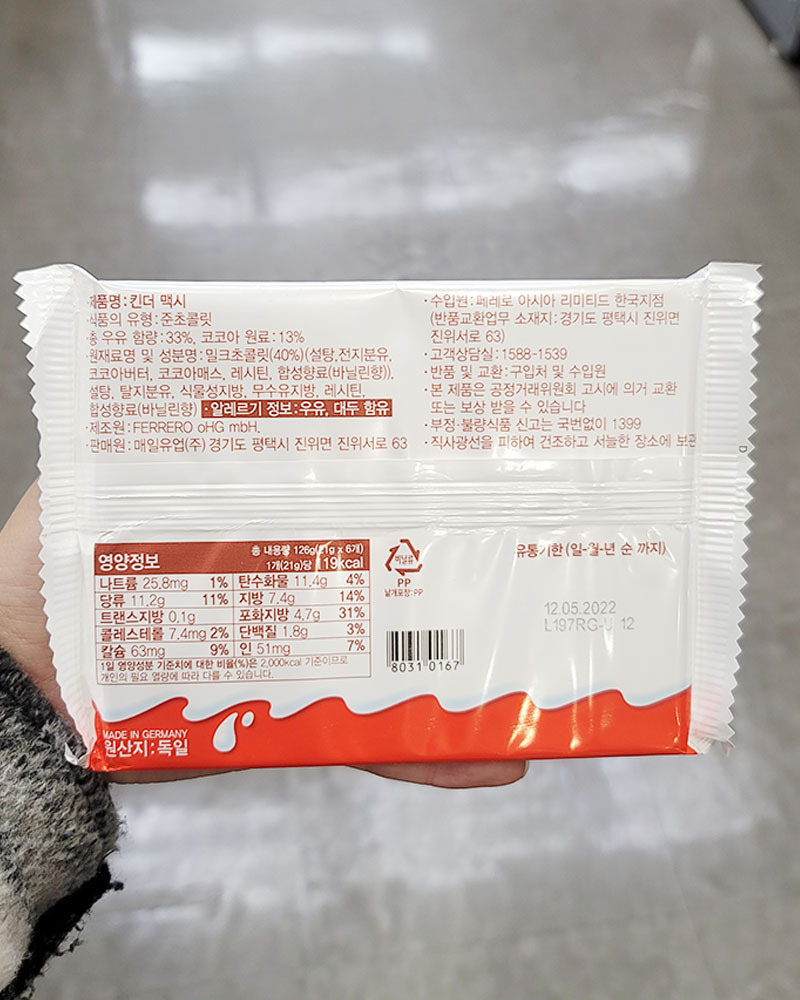 제품명:킨더 맥시
식품의 유형:준초콜릿
총 우유 함량:33%, 코코아 원료:13%
원재료명 및 성분명:밀크초콜릿(40%)(설탕,전지분유,
코코아버터, 코코아매스, 레시틴, 합성향료(바닐린향)),
설탕, 탈지분유, 식물성지방, 무수유지방, 레시틴,
합성향료(바닐린향) ·알레르기 정보:우유, 대두 함유
·제조원:FERRERO oHG mbH.
·판매원:매일유업(주) 경기도 평택시 진위면 진위서로 63
·수입원:페레로 아시아 리미티드 한국지점
(반품교환업무 소재지:경기도 평택시 진위면
진위서로 63)
·고객상담실:1588-1539
·반품 및 교환:구입처 및 수입원
·본 제품은 공정거래위원회 고시에 의거 교환
또는 보상 받을 수 있습니다
·부정·불량식품 신고는 국번없이 1399
·직사광선을 피하여 건조하고 서늘한 장소에 보관
영양정보
총 내용량 126g(21g x 6개)
1개(21g)당 119kcal
나트륨 25.8mg 1% 탄수화물 11.4g 4%
당류 11.2g 11% 지방 7.4g 14%
트랜스지방 0.1g 포화지방 4.7g 31%
콜레스테롤 7.4mg 2% 단백질 1.8g 3%
칼슘 63mg 9% 인 51mg 7%
1일 영양성분 기준치에 대한 비율(%)은 2,000kcal 기준이므로
개인의 필요 열량에 따라 다를 수 있습니다.
비닐류
PP
낱개포장:PP
8031 0167
유통기한 (일-월-년 순 까지)
12.05.2022
L197RG-U 12
MADE IN GERMANY
원산지:독일